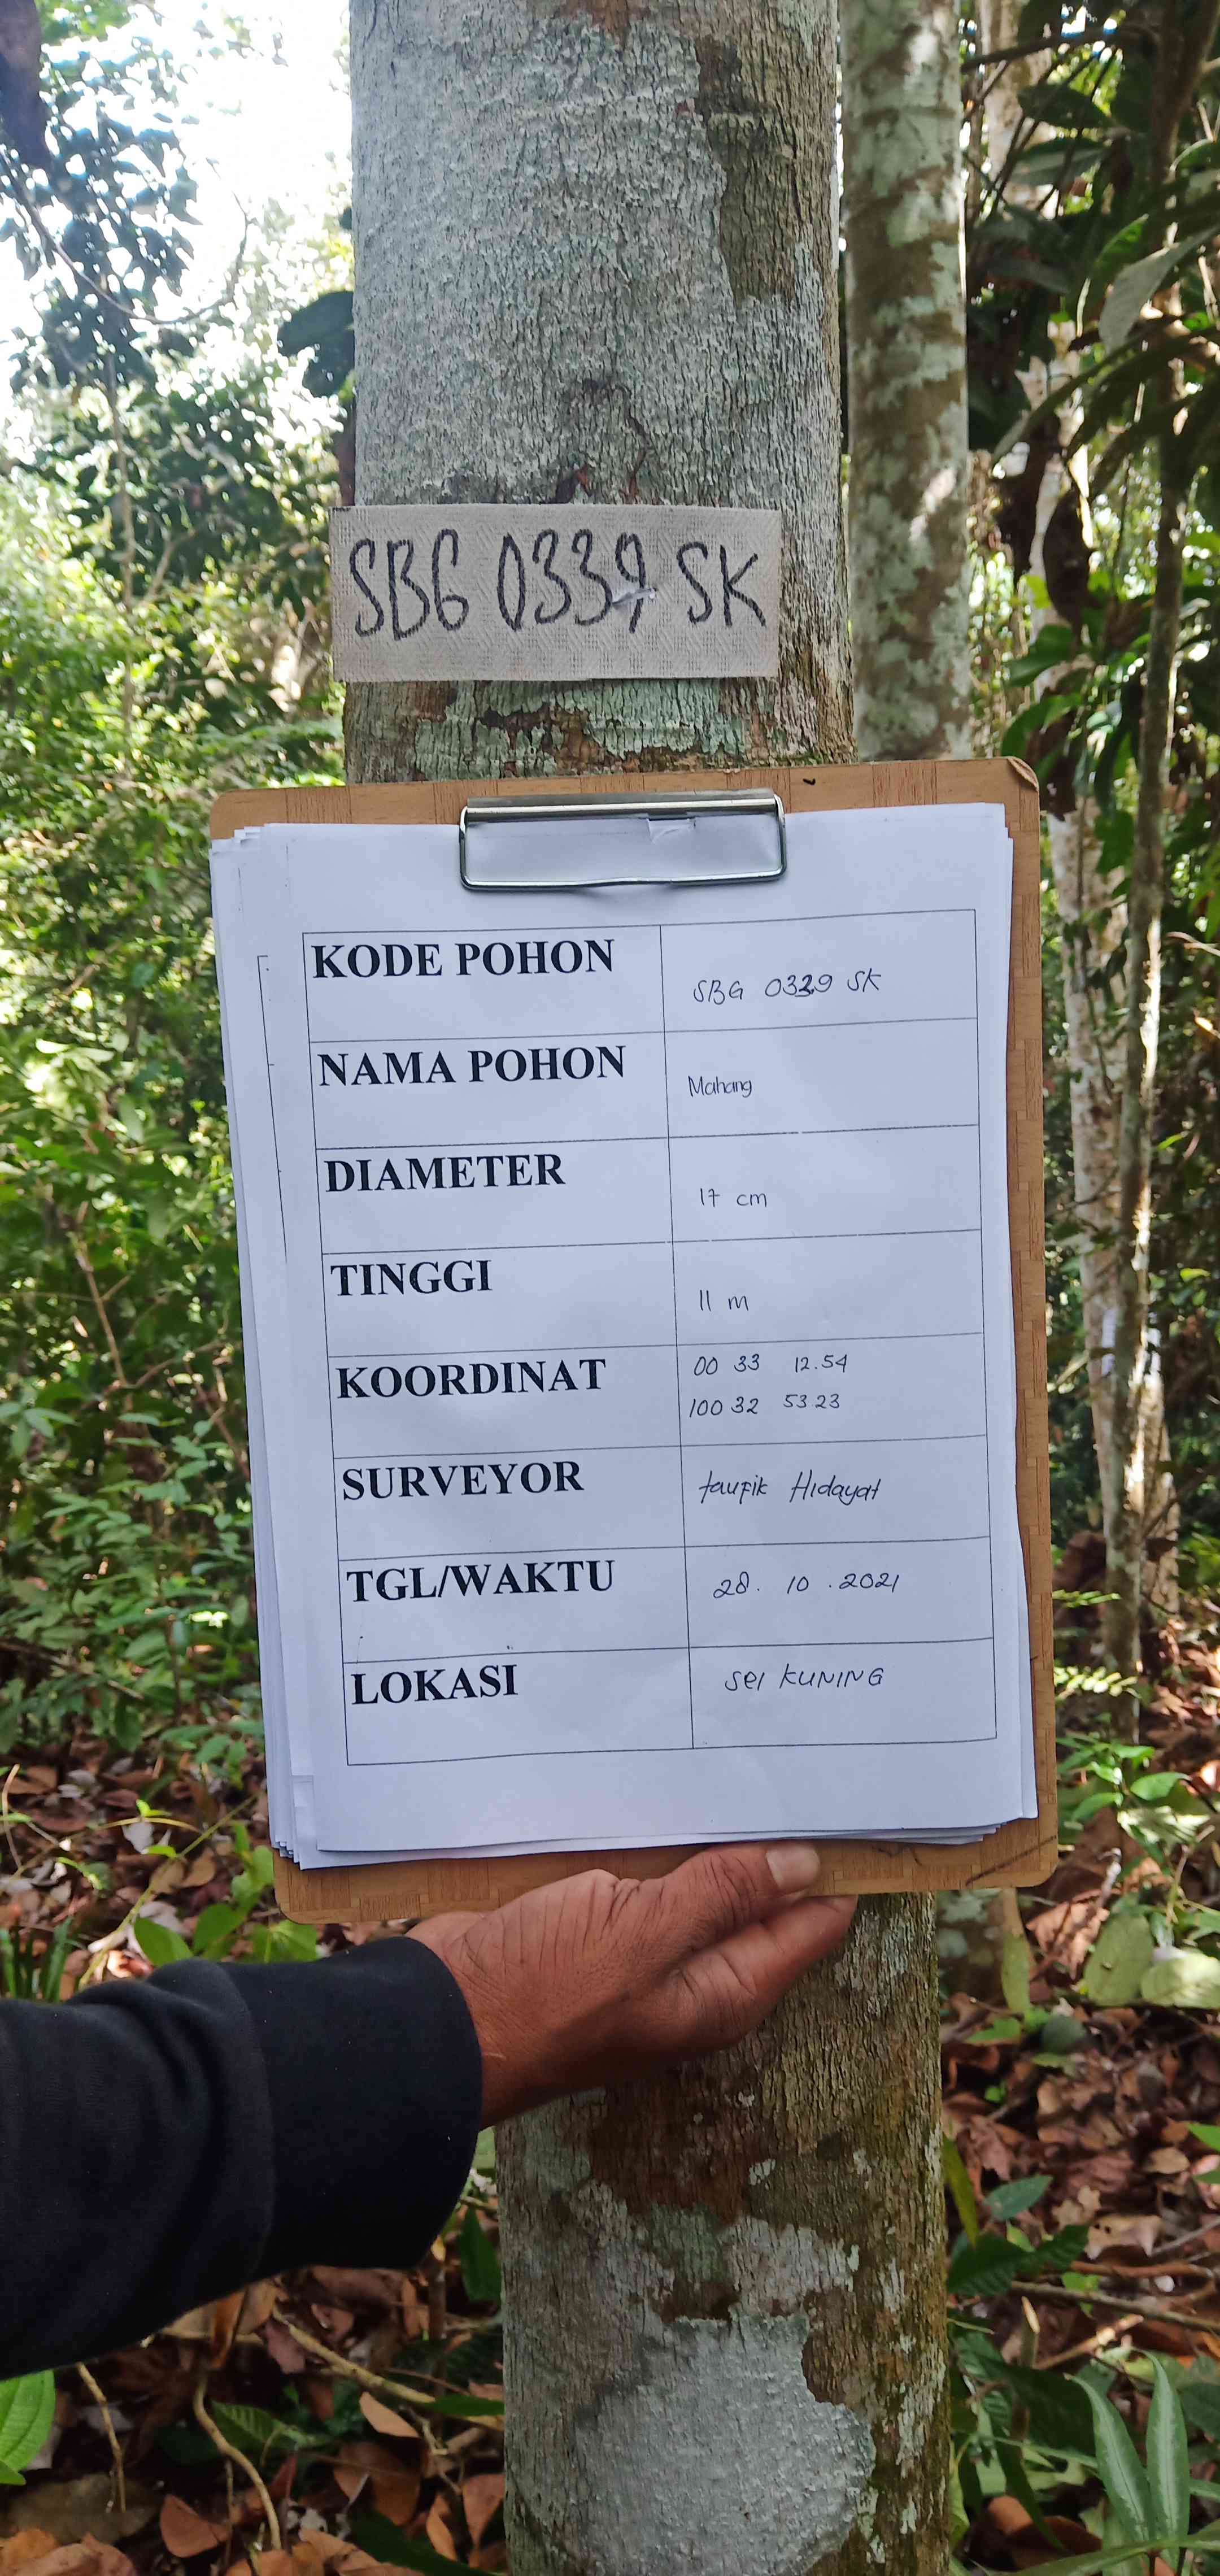 SBG 0339 SK
KODE POHON
SBG 0339 SK
NAMA POHON
Mahang
DIAMETER
17 cm
TINGGI
11 m
KOORDINAT
00 33 12.54
100 32 53 23
SURVEYOR
taufik Hidayat
TGL/WAKTU
28. 10 .2021
LOKASI
sei KUNING